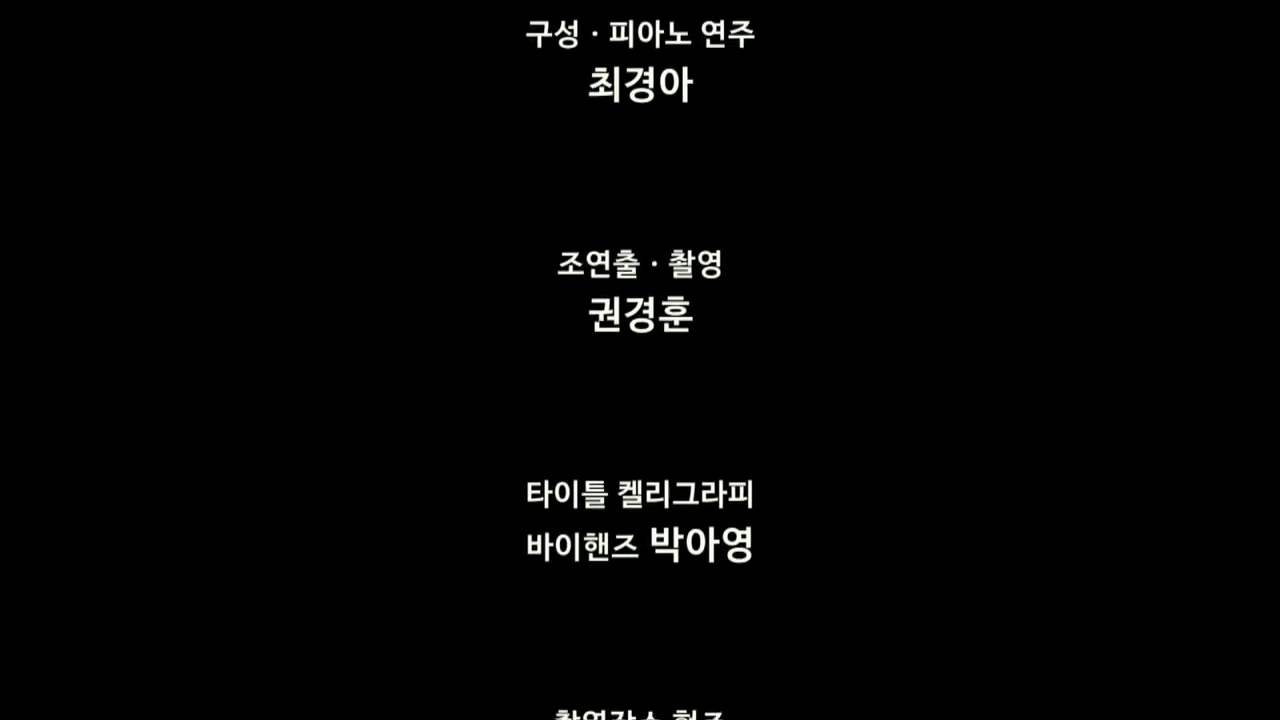 구성 · 피아노 연주
최경아
조연출 · 촬영
권경훈
타이틀 켈리그라피
바이핸즈 박아영